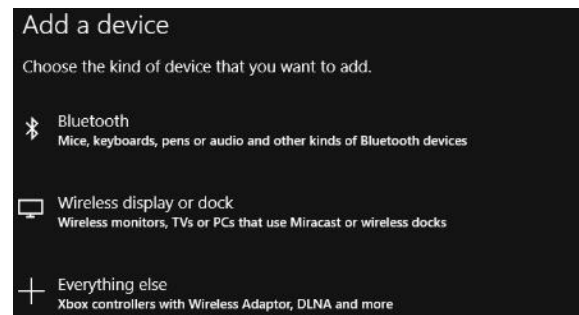 Add a device
Choose the kind of device that you want to add.
Bluetooth
Mice, keyboards, pens or audio and other kinds of Bluetooth devices
Wireless display or dock
Wireless monitors, TVs or PCs that use Miracast or wireless docks
Everything else
Xbox controllers with Wireless Adaptor, DLNA and more